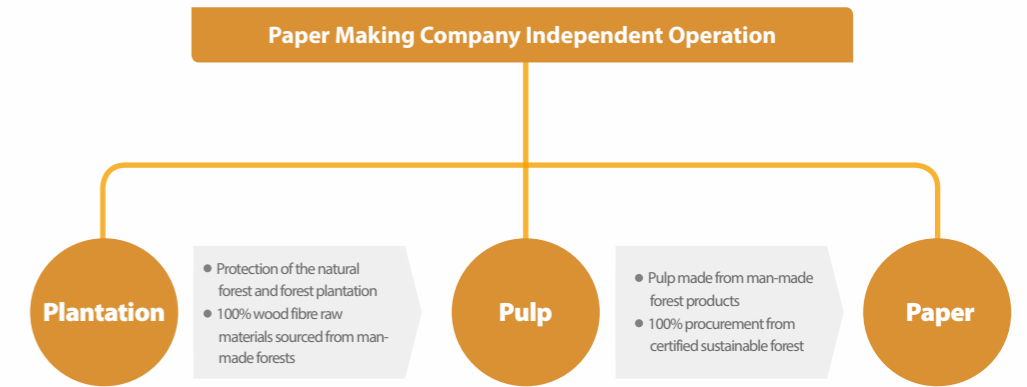 Paper Making Company Independent Operation
Plantation
● Protection of the natural
forest and forest plantation
● 100% wood fibre raw
materials sourced from man-
made forests
Pulp
● Pulp made from man-made
forest products
● 100% procurement from
certified sustainable forest
Paper